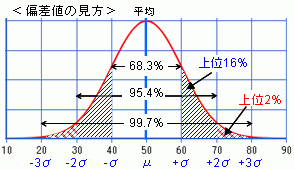 ＜偏差値の見方＞ 平均
68.3%
上位16%
95.4%
上位2%
99.7%
10 20 30 40 50 60 70 80 90
-3σ -2σ -σ μ +σ +2σ +3σ